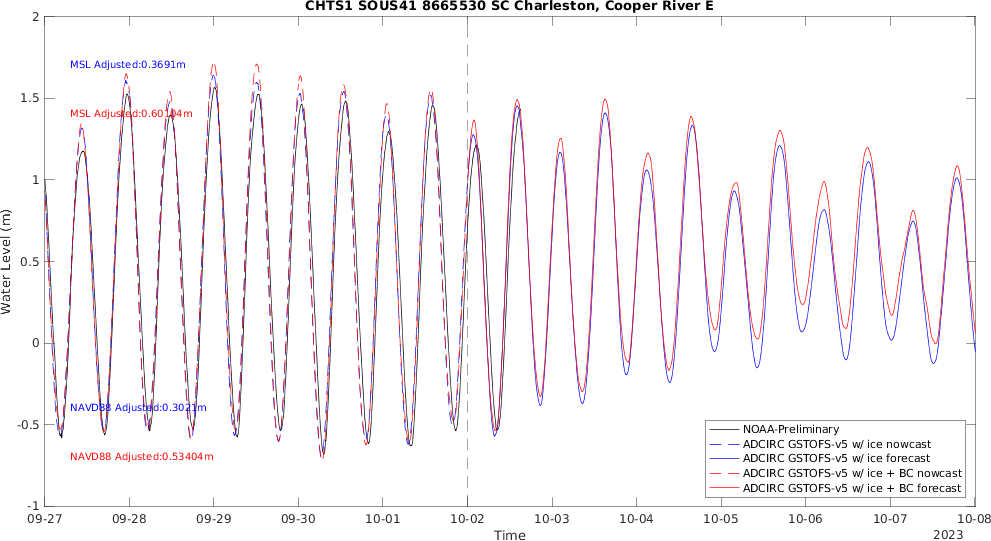 CHTS1 SOUS41 8665530 SC Charleston, Cooper River E
2
1.5
1
0.5
0
-0.5
-1
Water Level (m)
MSL Adjusted:0.3691m
MSL Adjusted:0.60104m
NAVD88 Adjusted:0.3021m
NAVD88 Adjusted:0.53404m
NOAA-Preliminary
ADCIRC GSTOFS-v5 w/ ice nowcast
ADCIRC GSTOFS-v5 w/ ice forecast
ADCIRC GSTOFS-v5 w/ ice + BC nowcast
ADCIRC GSTOFS-v5 w/ ice + BC forecast
09-27 09-28 09-29 09-30 10-01 10-02 10-03 10-04 10-05 10-06 10-07 10-08
Time
2023